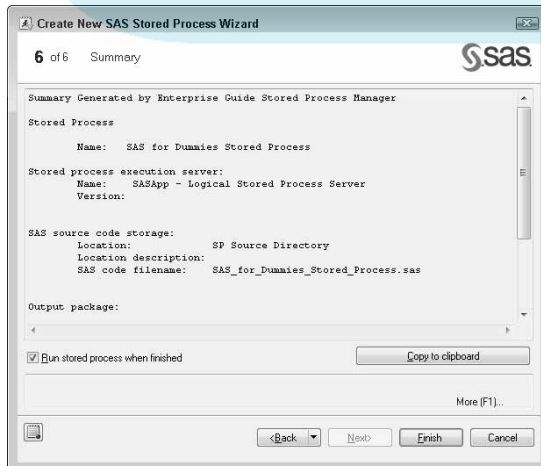 Create New SAS Stored Process Wizard
6 of 6 Summary
sas
Summary Generated by Enterprise Guide Stored Process Manager
Stored Process
Name: SAS for Dummies Stored Process
Stored process execution server:
Name: SASApp - Logical Stored Process Server
Version:
SAS source code storage:
Location: SP Source Directory
Location description:
SAS code filename: SAS_for_Dummies_Stored_Process.sas
Output package:
Run stored process when finished
Copy to clipboard
More (F1)...
<Back
Next>
Finish
Cancel